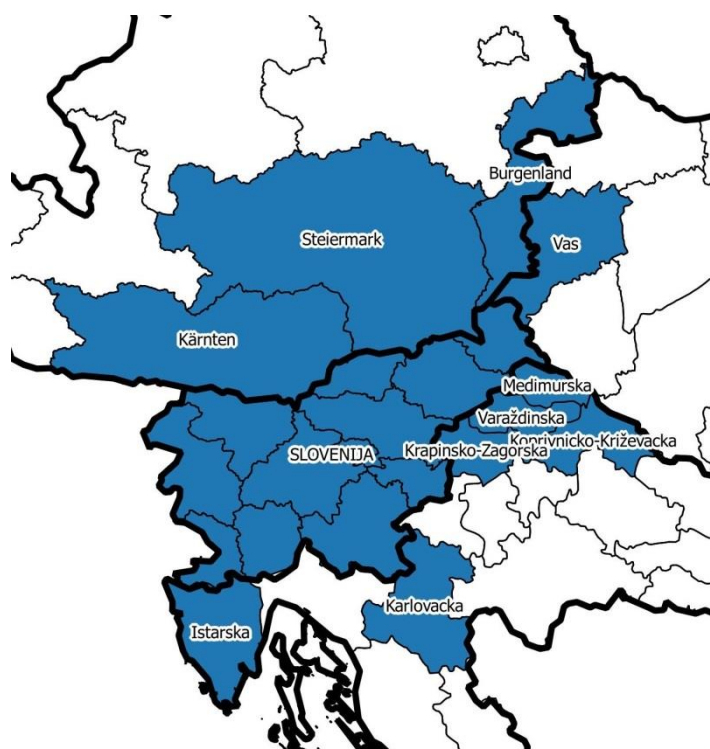 Burgenland
Steiermark
Vas
Kärnten
Medimurska
Varaždinska
Koprivnicko-Križevacka
Krapinsko-Zagorska
SLOVENIJA
Karlovacka
Istarska